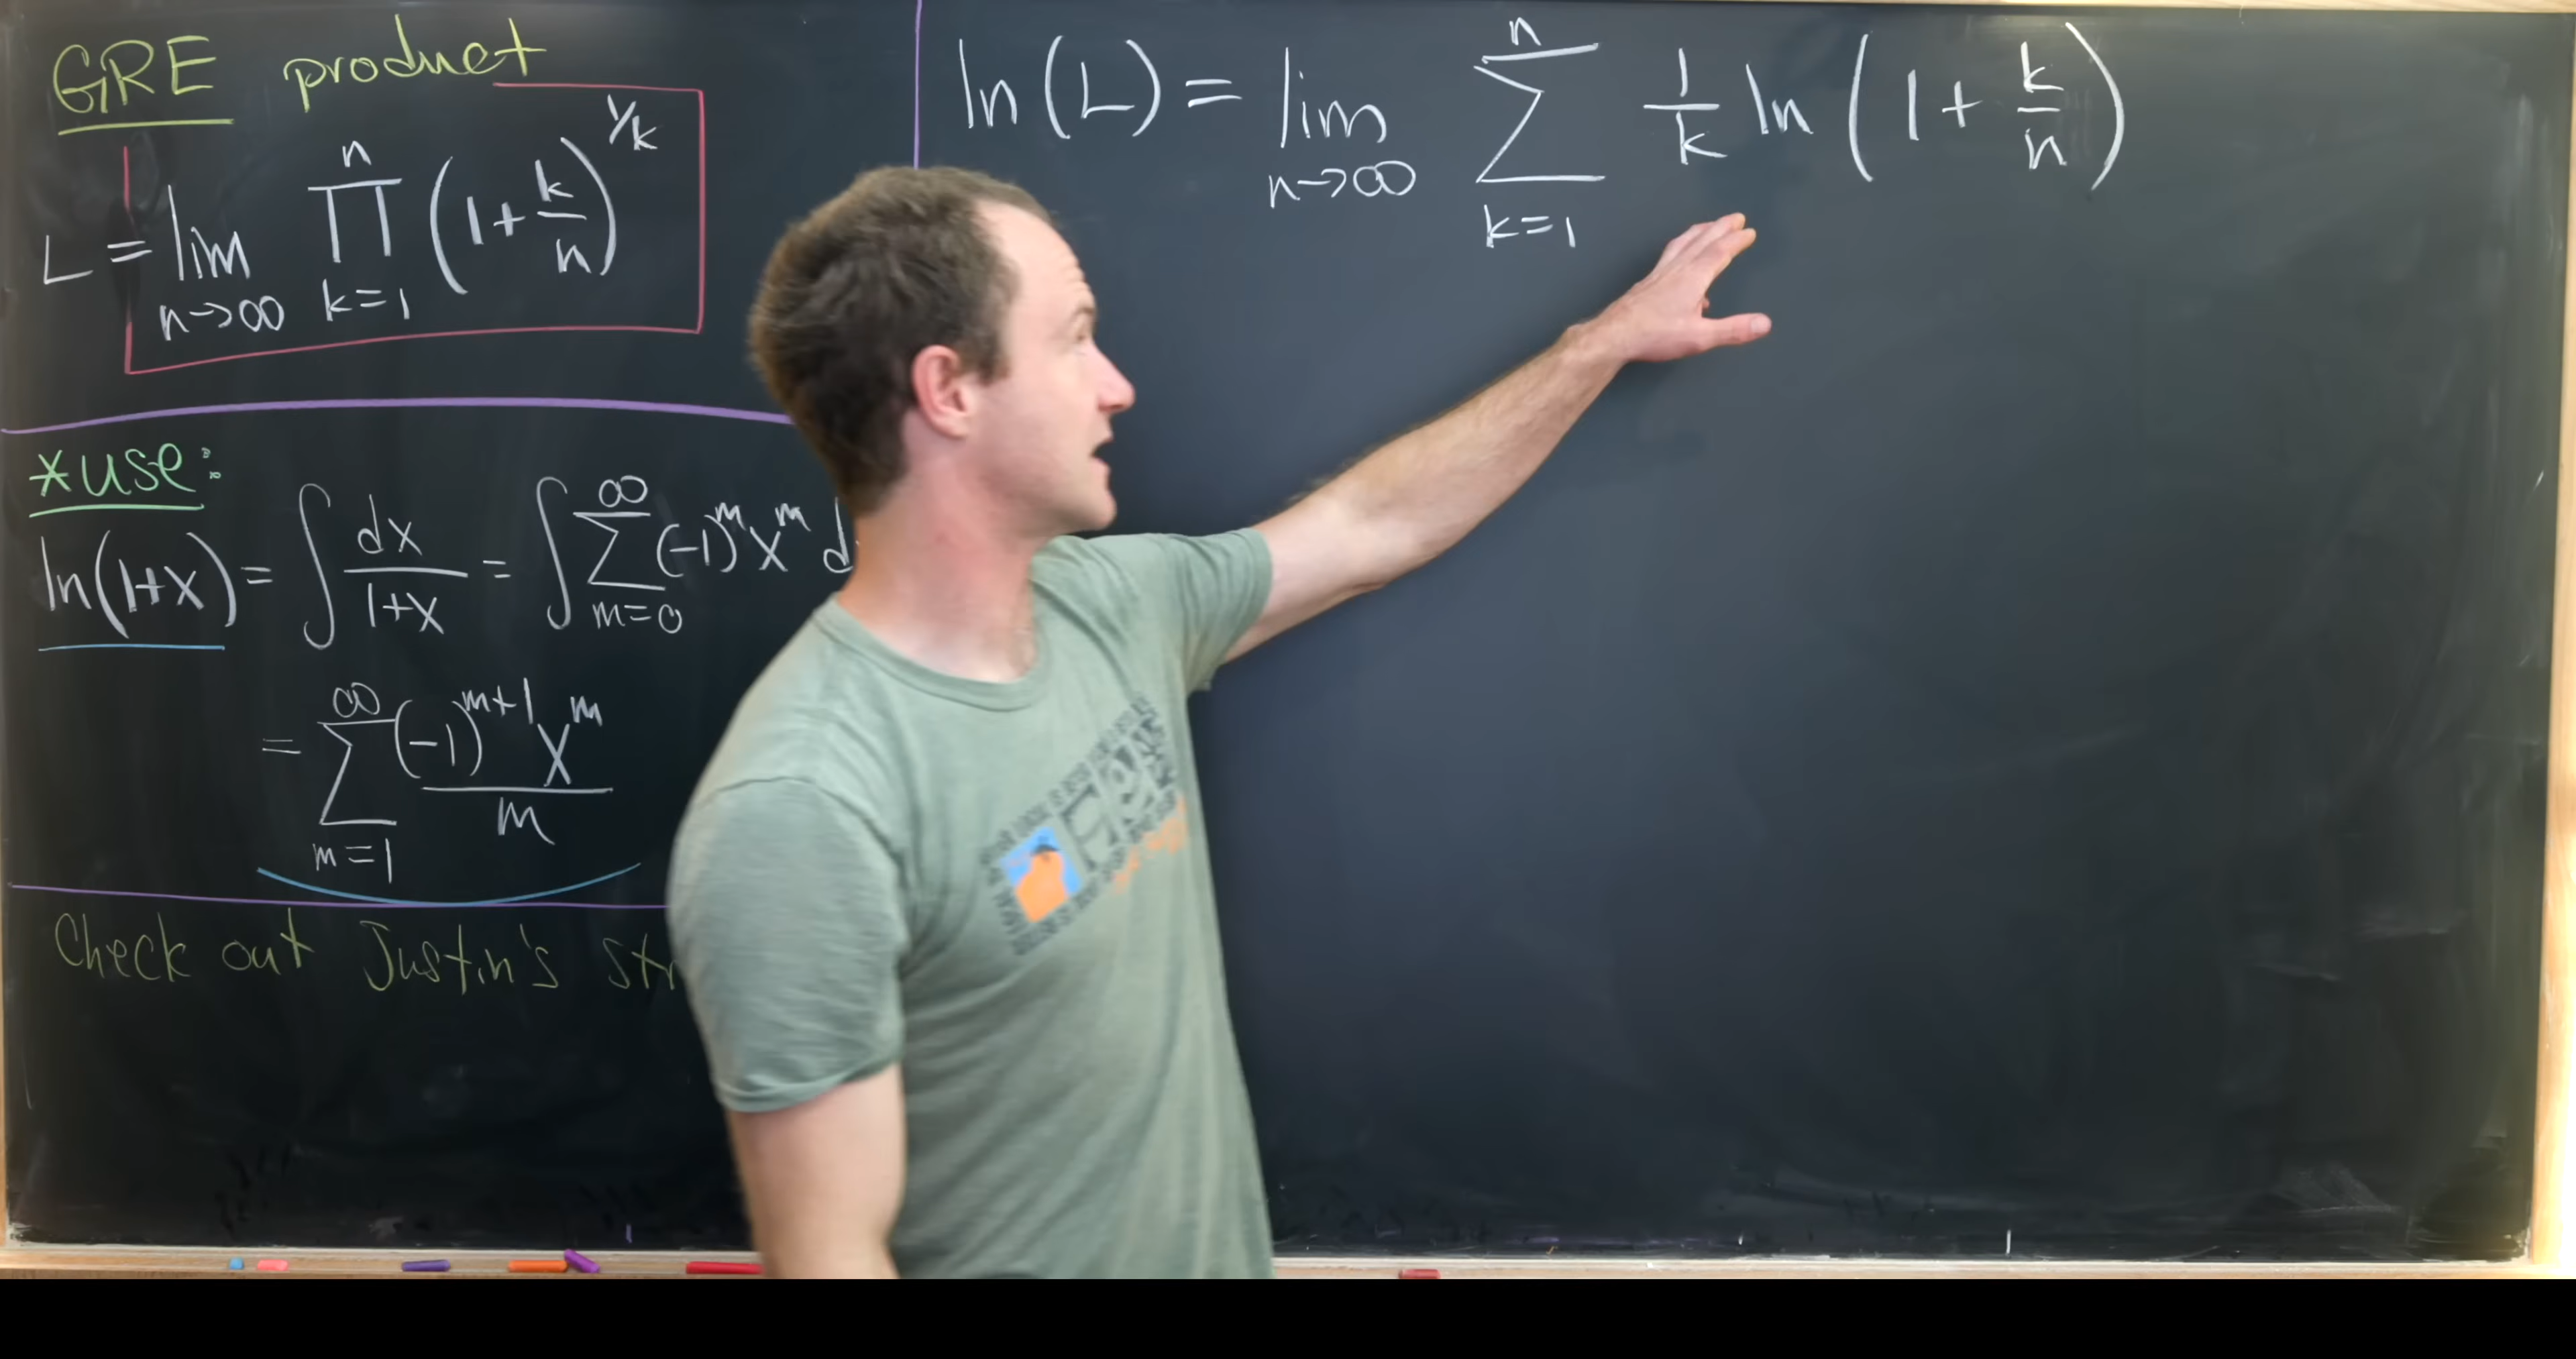 GRE product
L = lim n→∞ ∏ k=1 n (1 + k/n)^1/k
*use:
ln(1+x) = ∫ dx/1+x = ∫ ∑ m=0 ∞ (-1)^m x^m d
= ∑ m=1 ∞ (-1)^m+1 x^m / m
Check out Justin's
ln(L) = lim n→∞ ∑ k=1 n 1/k ln(1 + k/n)